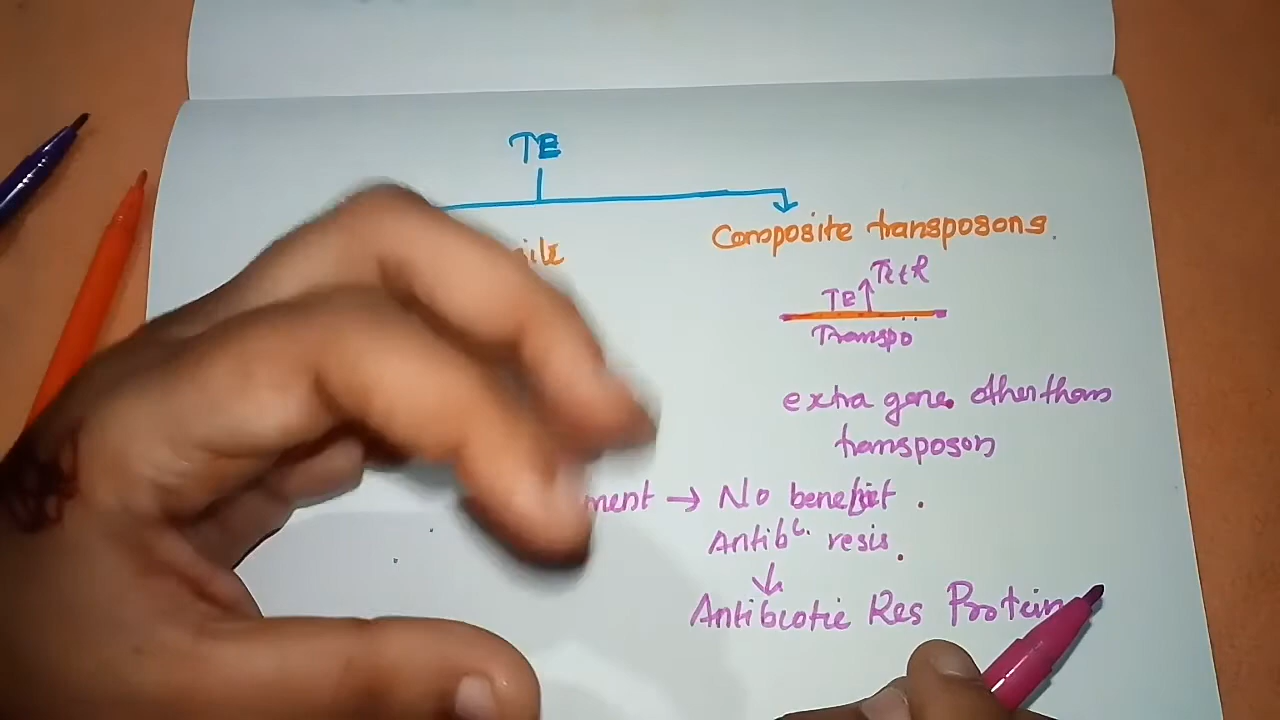 TE
Composite transposons.
TetR
TE
Transpo
extra gene other than
transposon
ment → No benefit.
Antib resis.
Antibiotic Res Protein